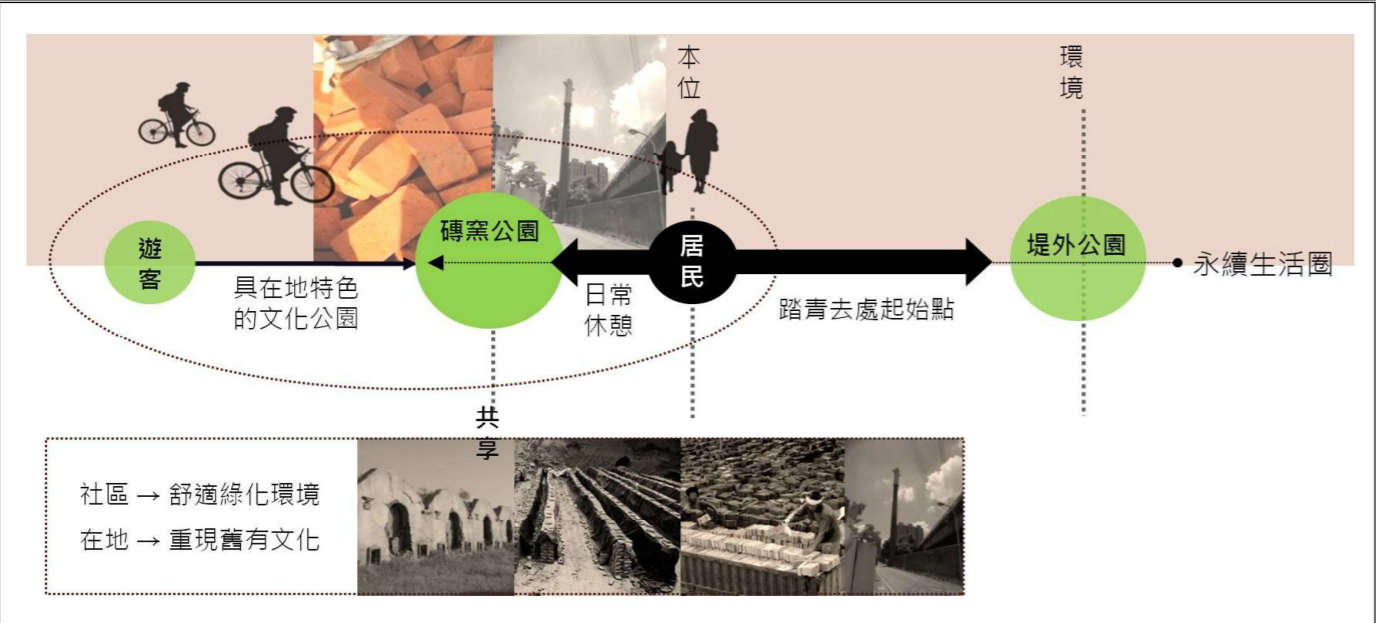 本
位
環
境
遊
客
磚窯公園
居
民
堤外公園
永續生活圈
具在地特色
的文化公園
日常
休憩
踏青去處起始點
共
享
社區 → 舒適綠化環境
在地 → 重現舊有文化